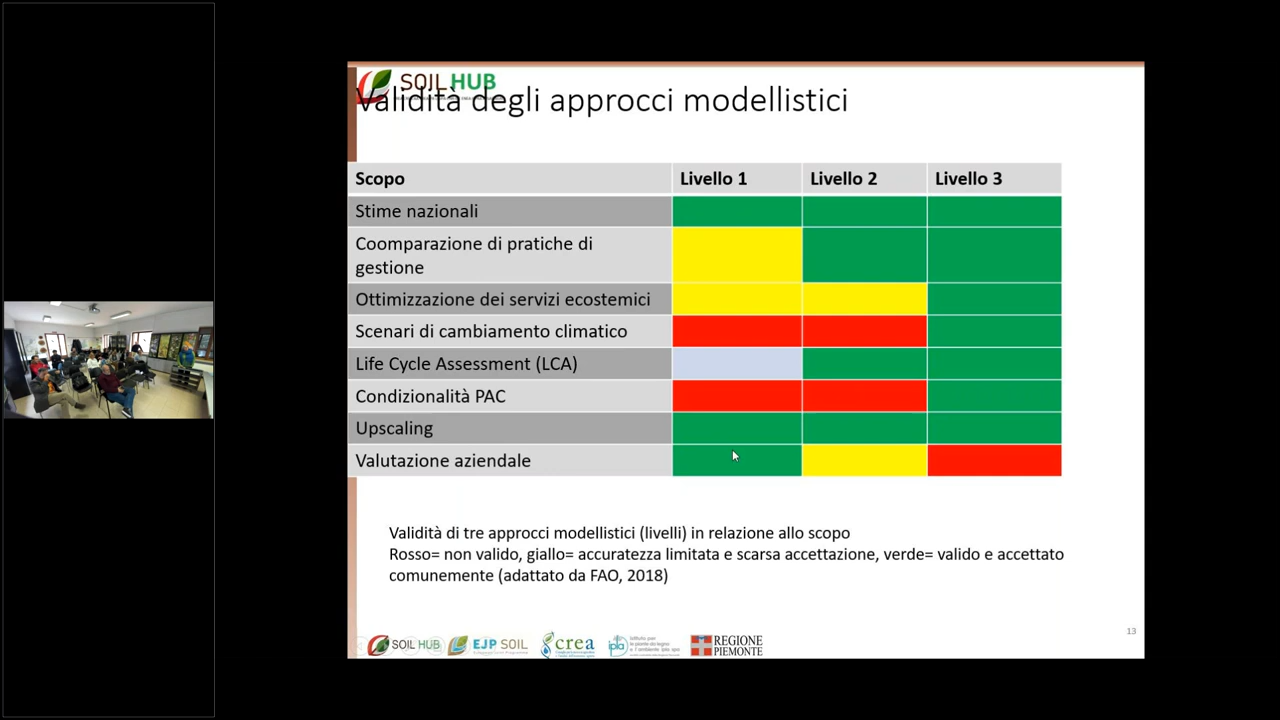 SOIL HUB
Validità degli approcci modellistici
Scopo Livello 1 Livello 2 Livello 3
Stime nazionali
Coomparazione di pratiche di
gestione
Ottimizzazione dei servizi ecostemici
Scenari di cambiamento climatico
Life Cycle Assessment (LCA)
Condizionalità PAC
Upscaling
Valutazione aziendale
Validità di tre approcci modellistici (livelli) in relazione allo scopo
Rosso= non valido, giallo= accuratezza limitata e scarsa accettazione, verde= valido e accettato
comunemente (adattato da FAO, 2018)
13
SOIL HUB EJP SOIL crea ipla REGIONE
PIEMONTE